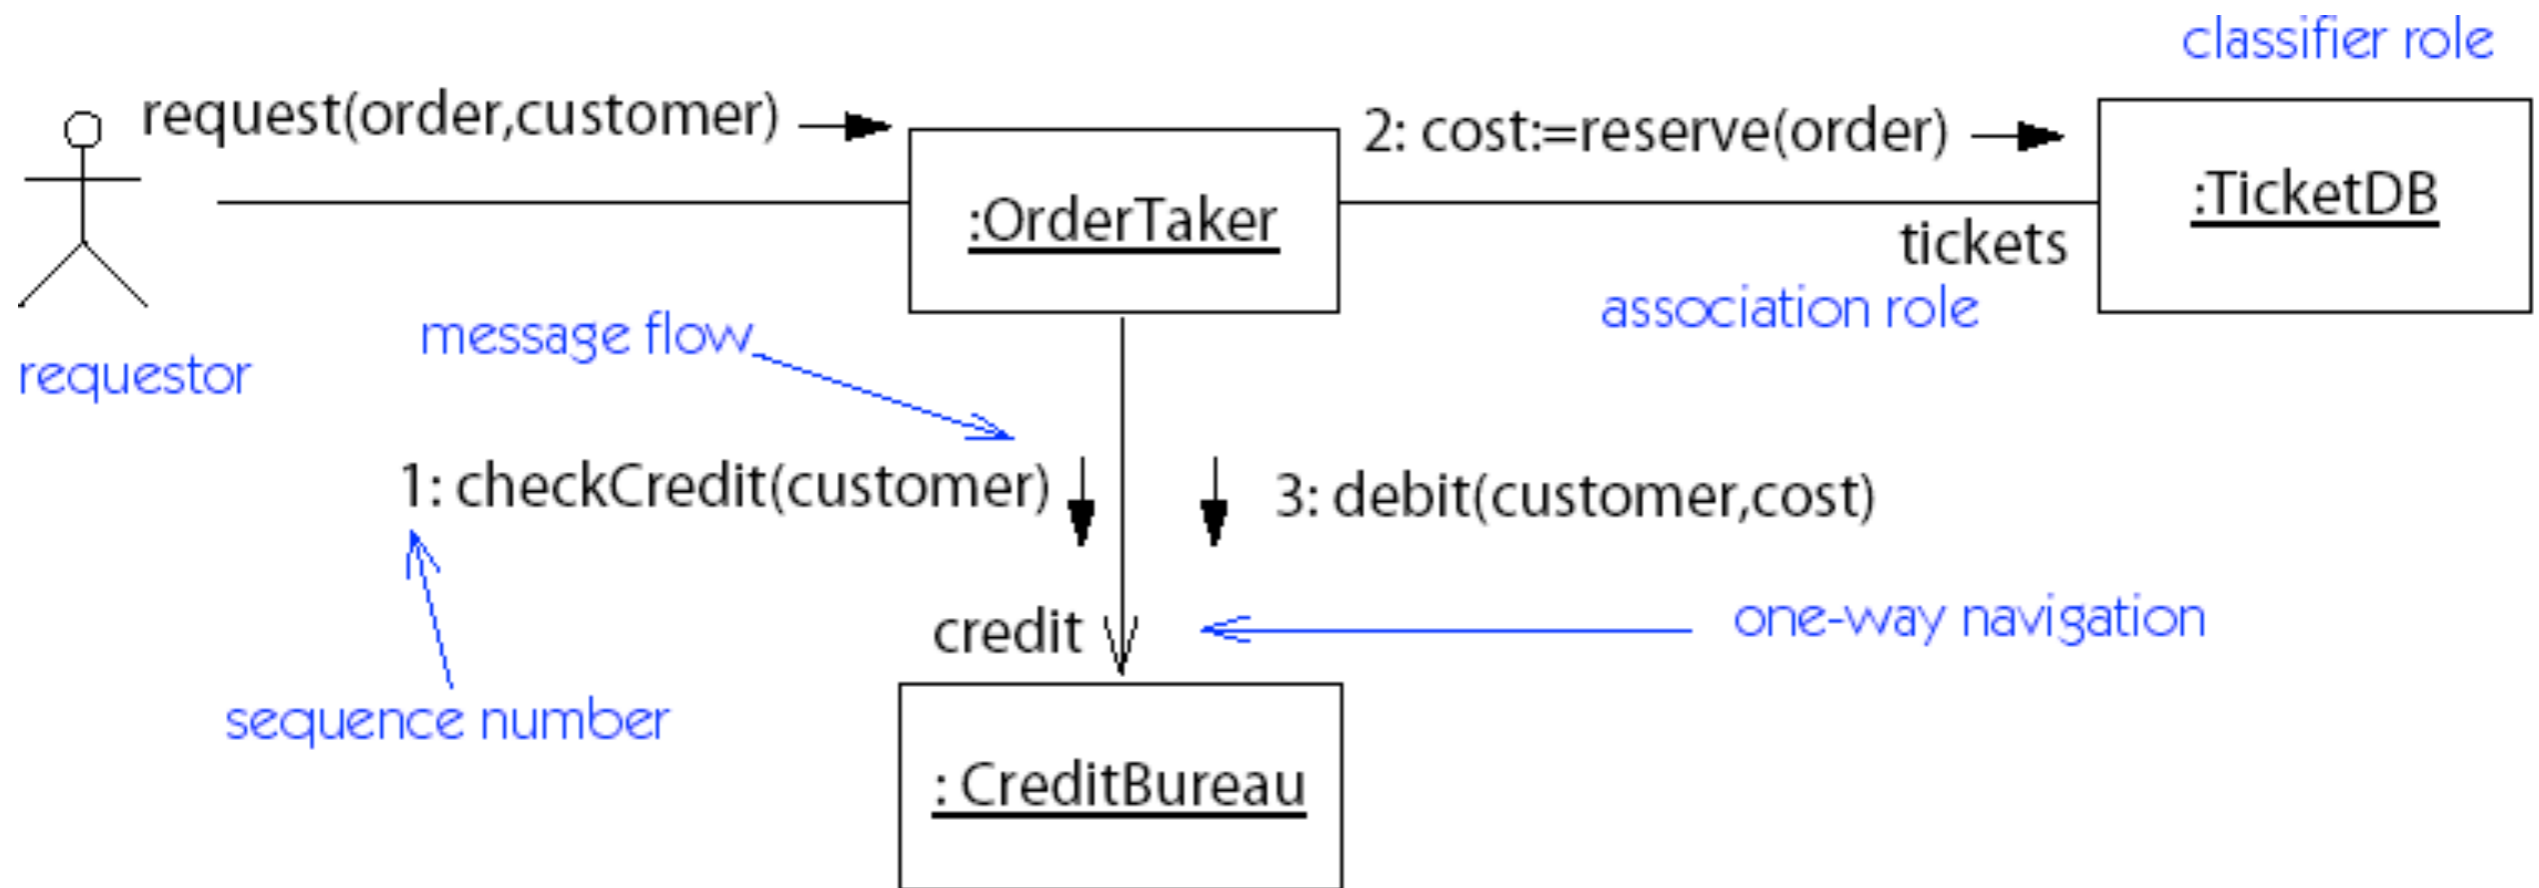 classifier role
request(order,customer)
2: cost:=reserve(order)
:OrderTaker
:TicketDB
tickets
association role
message flow
requestor
1: checkCredit(customer)
3: debit(customer,cost)
credit
one-way navigation
sequence number
: CreditBureau